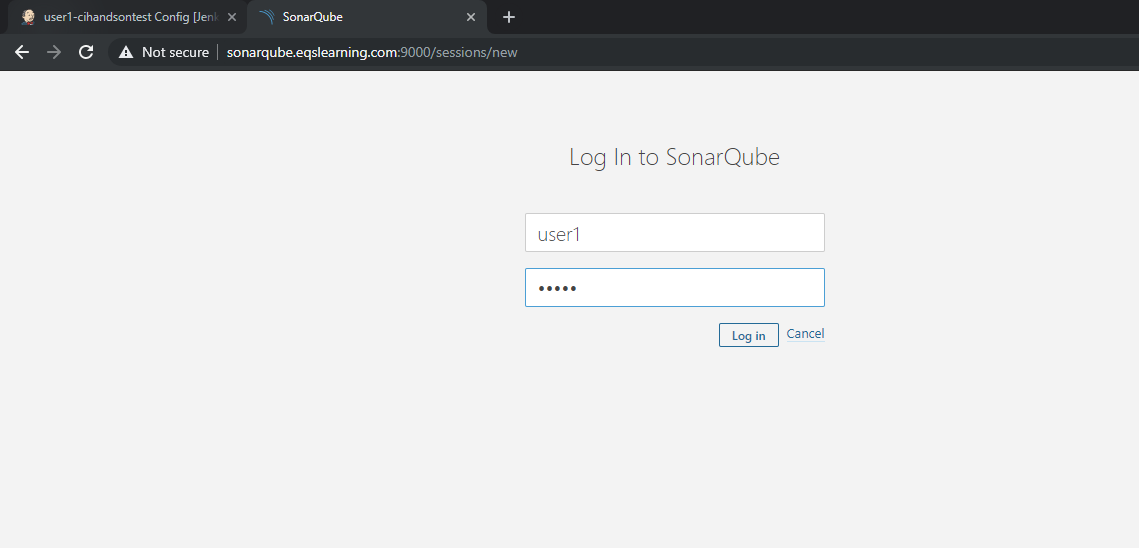 user1-cihandsontest Config [Jenk
SonarQube
Not secure
sonarqube.eqslearning.com:9000/sessions/new
Log In to SonarQube
user1
•••••
Log in
Cancel